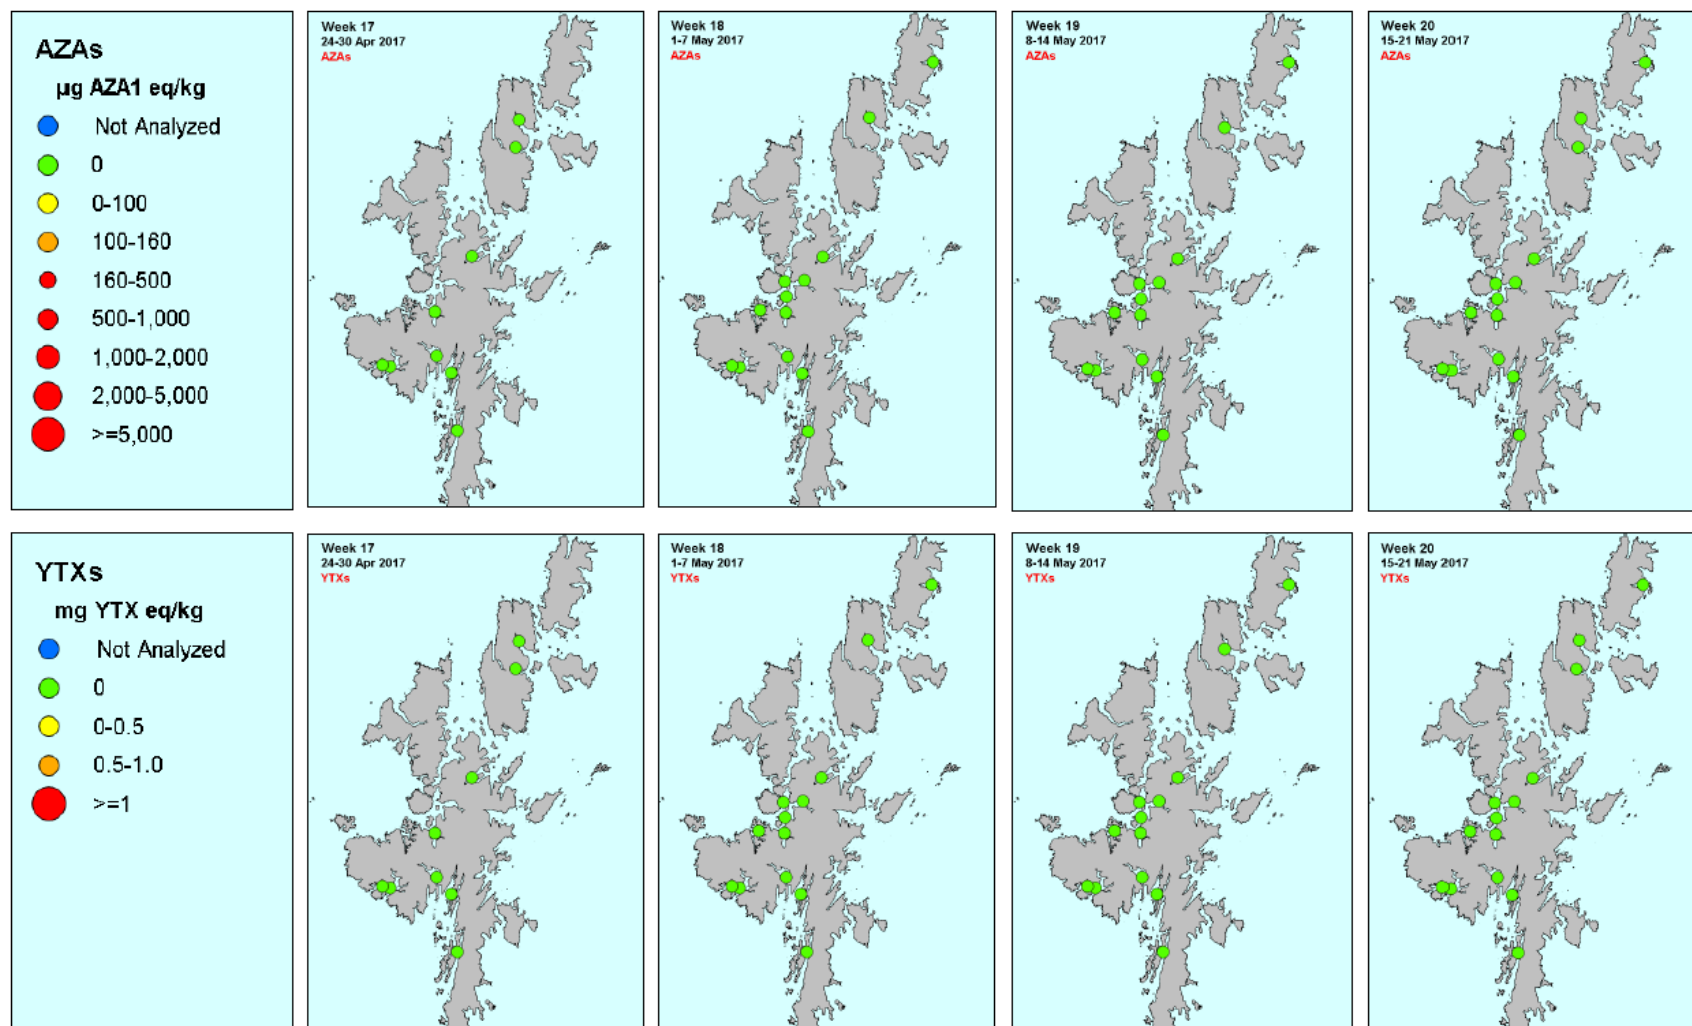 AZAs
µg AZA1 eq/kg
Not Analyzed
0
0-100
100-160
160-500
500-1,000
1,000-2,000
2,000-5,000
>=5,000
Week 17
24-30 Apr 2017
AZAs
Week 18
1-7 May 2017
AZAs
Week 19
8-14 May 2017
AZAs
Week 20
15-21 May 2017
AZAs
YTXs
mg YTX eq/kg
Not Analyzed
0
0-0.5
0.5-1.0
>=1
Week 17
24-30 Apr 2017
YTXs
Week 18
1-7 May 2017
YTXs
Week 19
8-14 May 2017
YTXs
Week 20
15-21 May 2017
YTXs